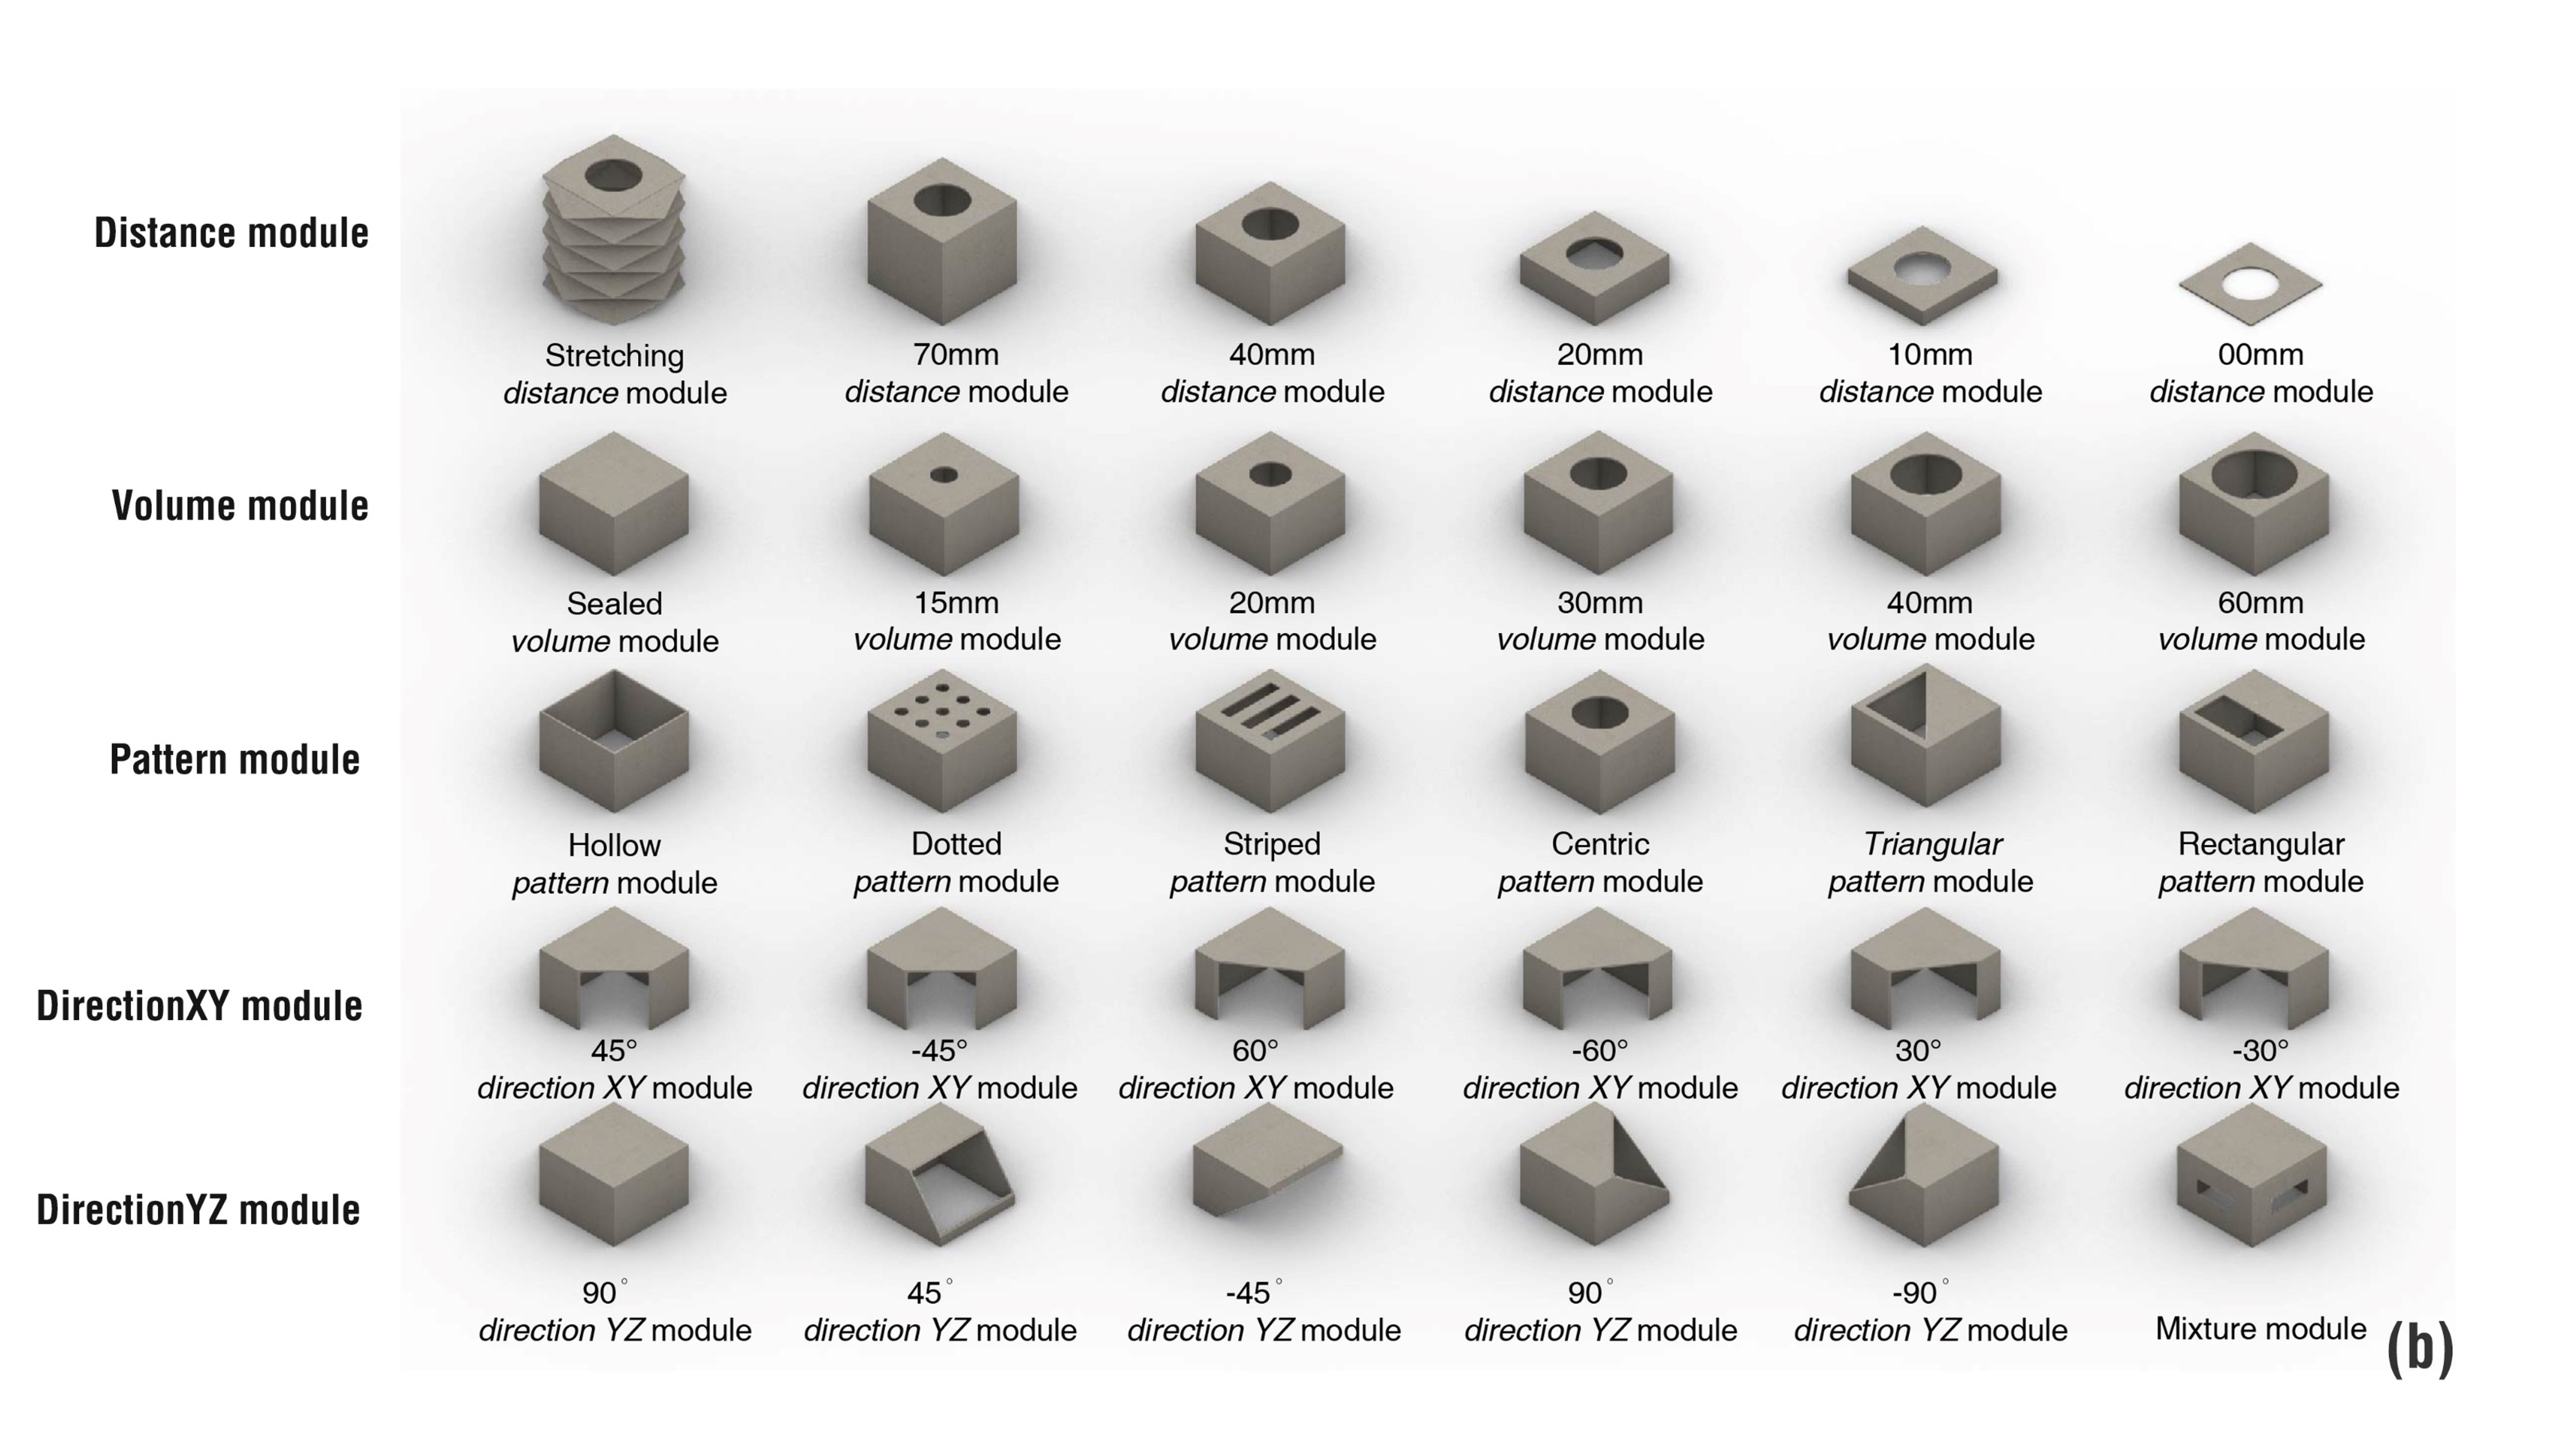 Distance module
Stretching
distance module
70mm
distance module
40mm
distance module
20mm
distance module
10mm
distance module
00mm
distance module
Volume module
Sealed
volume module
15mm
volume module
20mm
volume module
30mm
volume module
40mm
volume module
60mm
volume module
Pattern module
Hollow
pattern module
Dotted
pattern module
Striped
pattern module
Centric
pattern module
Triangular
pattern module
Rectangular
pattern module
DirectionXY module
45°
direction XY module
-45°
direction XY module
60°
direction XY module
-60°
direction XY module
30°
direction XY module
-30°
direction XY module
DirectionYZ module
90°
direction YZ module
45°
direction YZ module
-45°
direction YZ module
90°
direction YZ module
-90°
direction YZ module
Mixture module
(b)